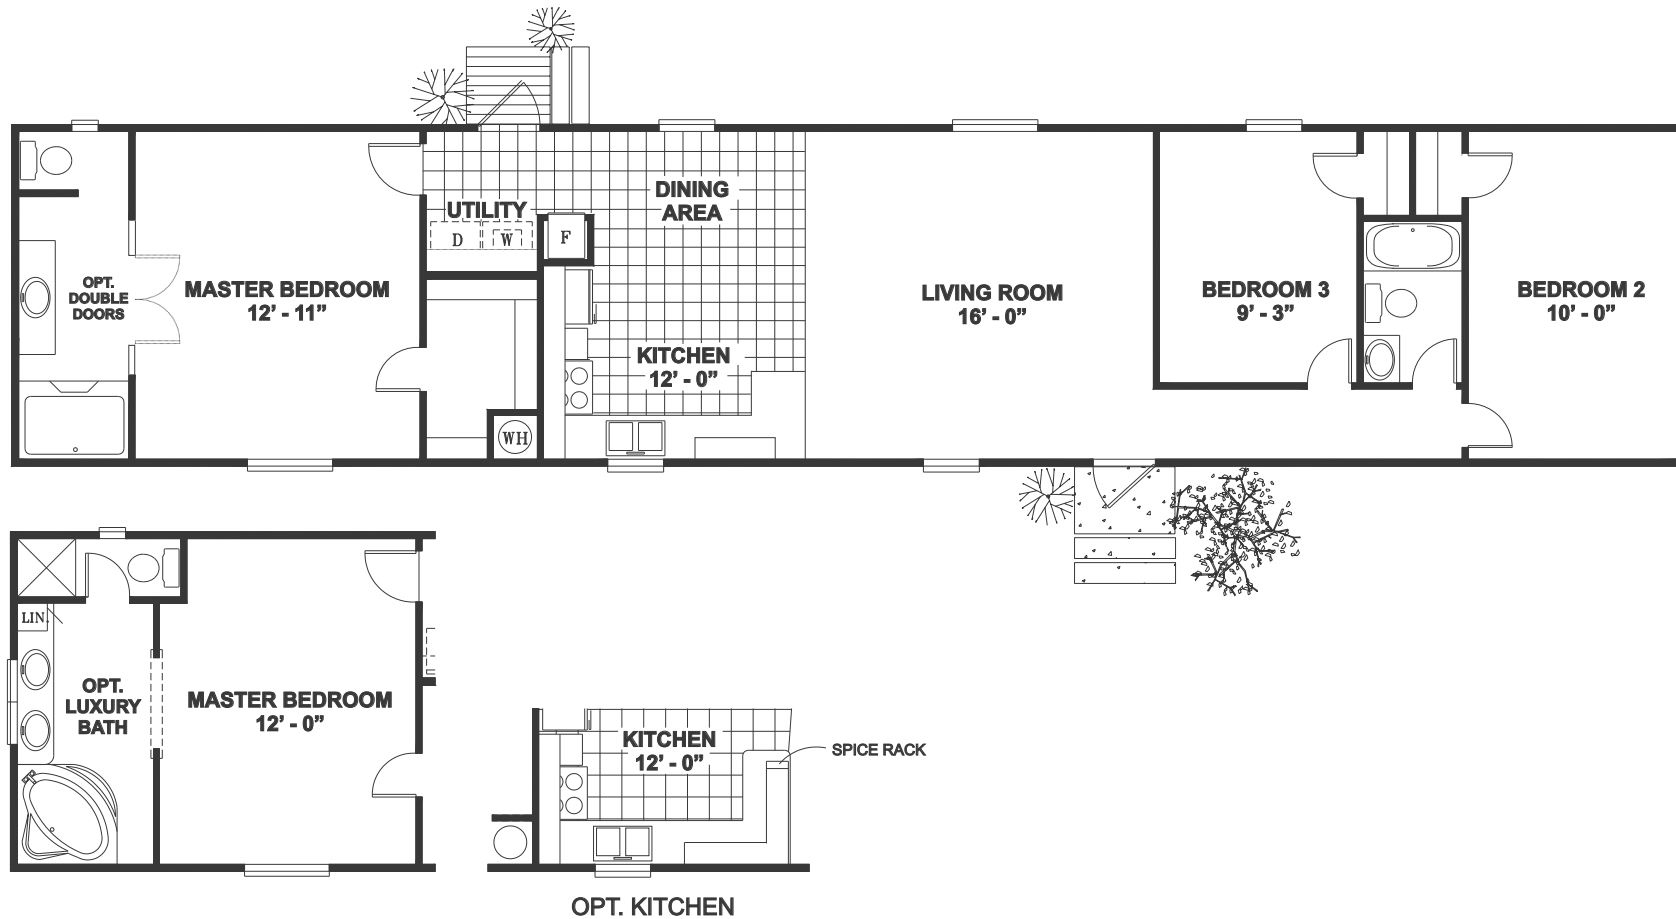 UTILITY
D
W
F
DINING
AREA
OPT.
DOUBLE
DOORS
MASTER BEDROOM
12’ - 11”
KITCHEN
12’ - 0”
WH
LIVING ROOM
16’ - 0”
BEDROOM 3
9’ - 3”
BEDROOM 2
10’ - 0”
LIN.
OPT.
LUXURY
BATH
MASTER BEDROOM
12’ - 0”
KITCHEN
12’ - 0”
SPICE RACK
OPT. KITCHEN